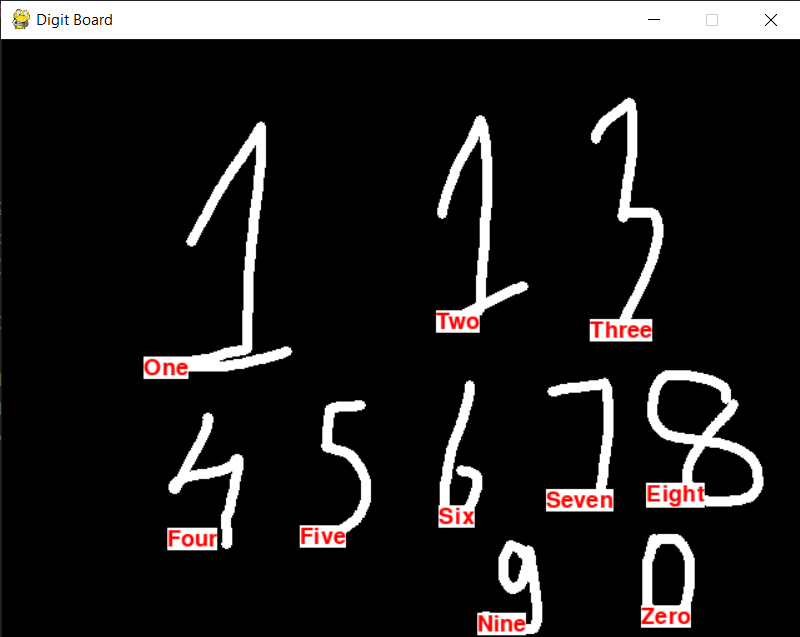 Digit Board
1 1 3
One Two Three
4 5 6 7 8
Four Five Six Seven Eight
9 0
Nine Zero